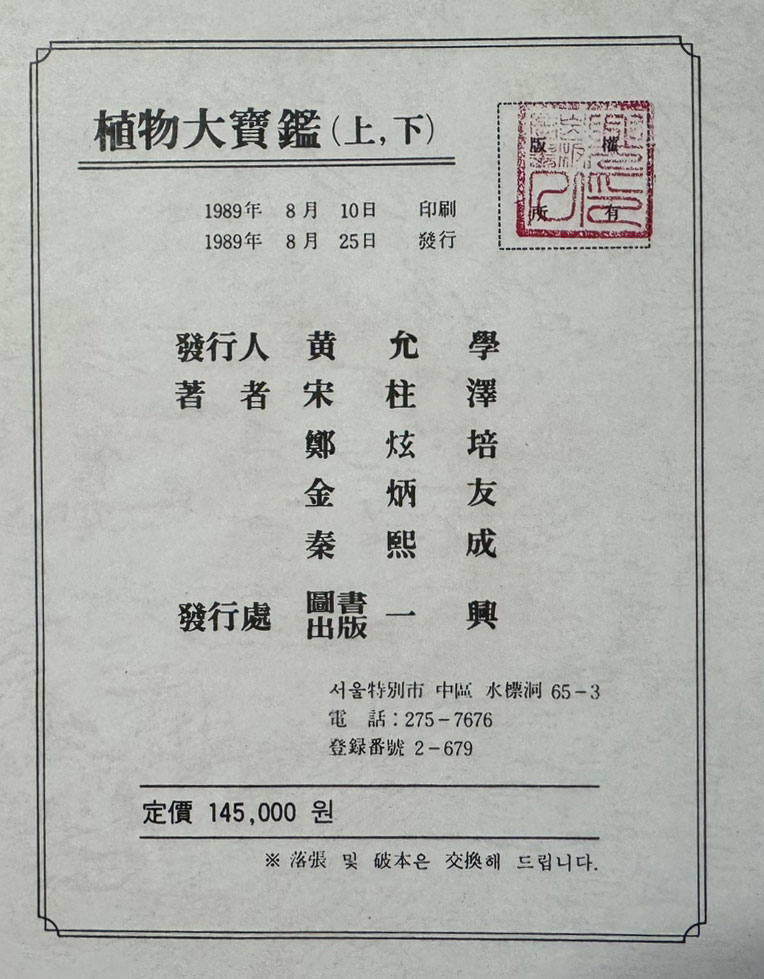 植物大寶鑑(上, 下)
版權
所有
1989年 8月 10日 印刷
1989年 8月 25日 發行
發行人 黃允學
著者 宋柱澤
鄭炫培
金炳友
秦熙成
發行處 圖書出版 一興
서울特別市 中區 水標洞 65-3
電 話 : 275-7676
登録番號 2-679
定價 145,000 원
※ 落張 및 破本은 交換해 드립니다.